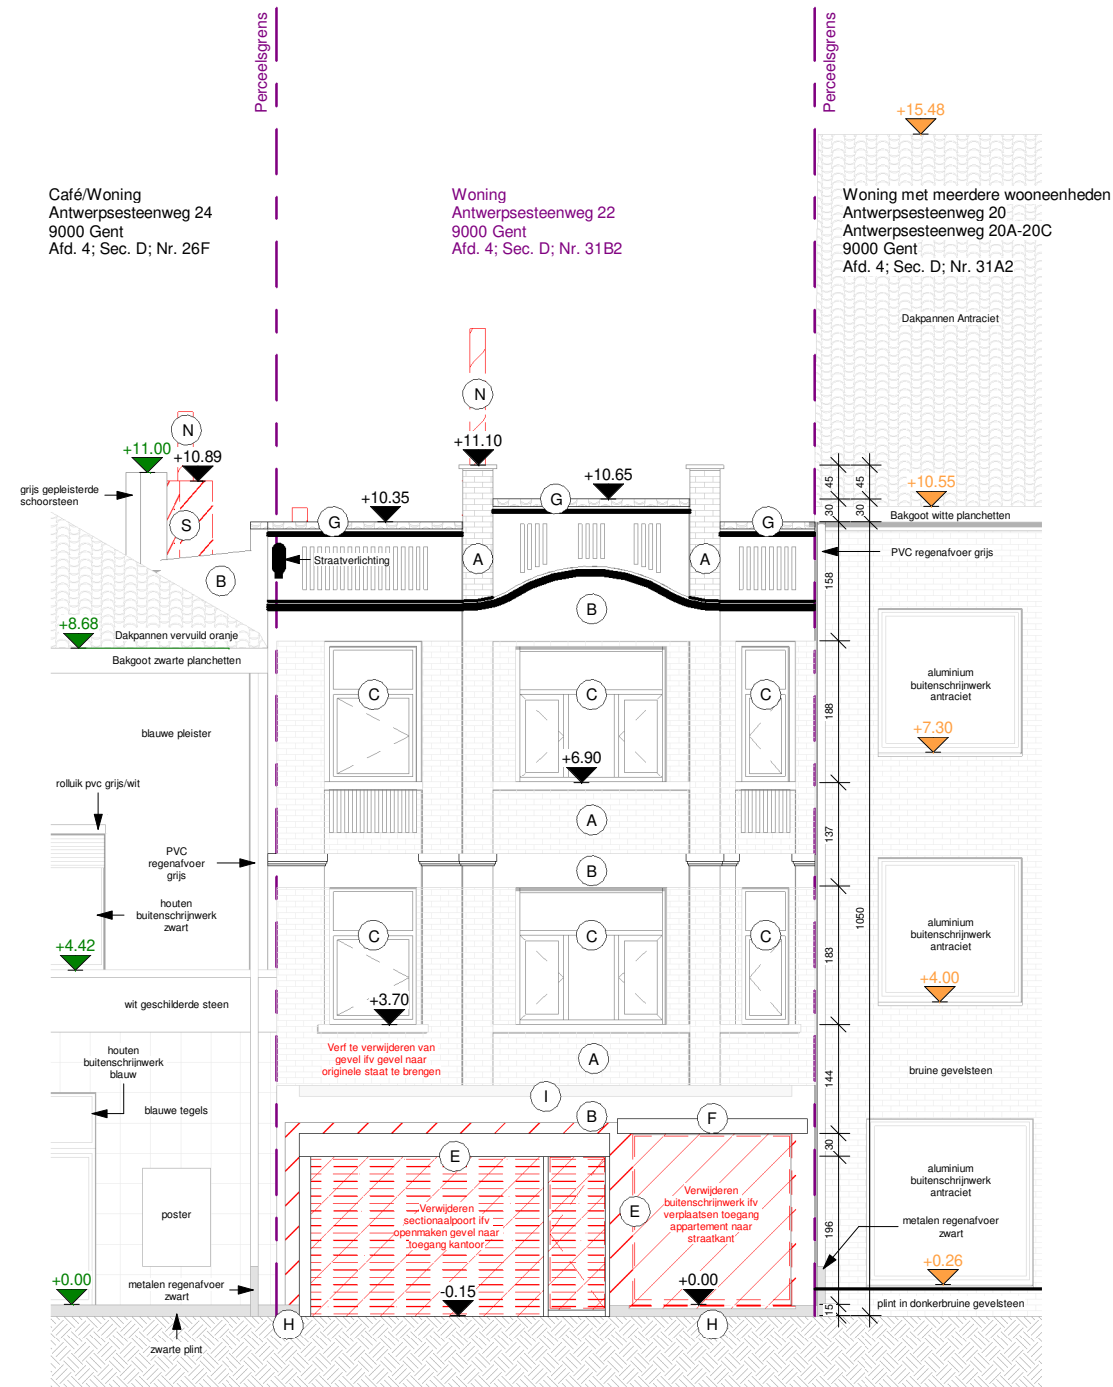 Perceelsgrens
Perceelsgrens
+15.48
Café/Woning
Antwerpsesteenweg 24
9000 Gent
Afd. 4; Sec. D; Nr. 26F
Woning
Antwerpsesteenweg 22
9000 Gent
Afd. 4; Sec. D; Nr. 31B2
Woning met meerdere wooneenheden
Antwerpsesteenweg 20
Antwerpsesteenweg 20A-20C
9000 Gent
Afd. 4; Sec. D; Nr. 31A2
Dakpannen Antraciet
N
N
+11.00
+10.89
+11.10
grijs gepleisterde
schoorsteen
+10.35
+10.65
+10.55
45
45
30
30
Bakgoot witte planchetten
S
G
G
G
PVC regenafvoer grijs
Straatverlichting
A
A
B
B
158
+8.68
Dakpannen vervuild oranje
Bakgoot zwarte planchetten
C
C
C
aluminium
buitenschrijnwerk
antraciet
188
blauwe pleister
+7.30
+6.90
rolluik pvc grijs/wit
A
137
PVC
regenafvoer
grijs
B
houten
buitenschrijnwerk
zwart
C
C
C
1050
aluminium
buitenschrijnwerk
antraciet
+4.42
183
+4.00
+3.70
wit geschilderde steen
Verf te verwijderen van
gevel ifv gevel naar
originele staat te brengen
A
houten
buitenschrijnwerk
blauw
144
bruine gevelsteen
I
blauwe tegels
B
F
30
E
Verwijderen
sectionaalpoort ifv
openmaken gevel naar
toegang kantoor
Verwijderen
buitenschrijnwerk ifv
verplaatsen toegang
appartement naar
straatkant
E
aluminium
buitenschrijnwerk
antraciet
poster
196
metalen regenafvoer
zwart
+0.00
metalen regenafvoer
zwart
-0.15
+0.00
+0.26
plint in donkerbruine gevelsteen
15
H
H
zwarte plint